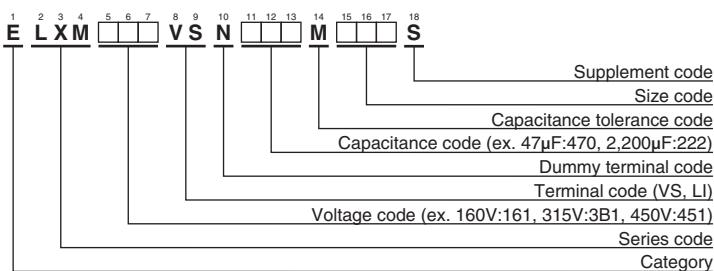 1 2 3 4 5 6 7 8 9 10 11 12 13 14 15 16 17 18
E L X M □□□ V S N □□□ M □□□ S
Supplement code
Size code
Capacitance tolerance code
Capacitance code (ex. 47µF:470, 2,200µF:222)
Dummy terminal code
Terminal code (VS, LI)
Voltage code (ex. 160V:161, 315V:3B1, 450V:451)
Series code
Category